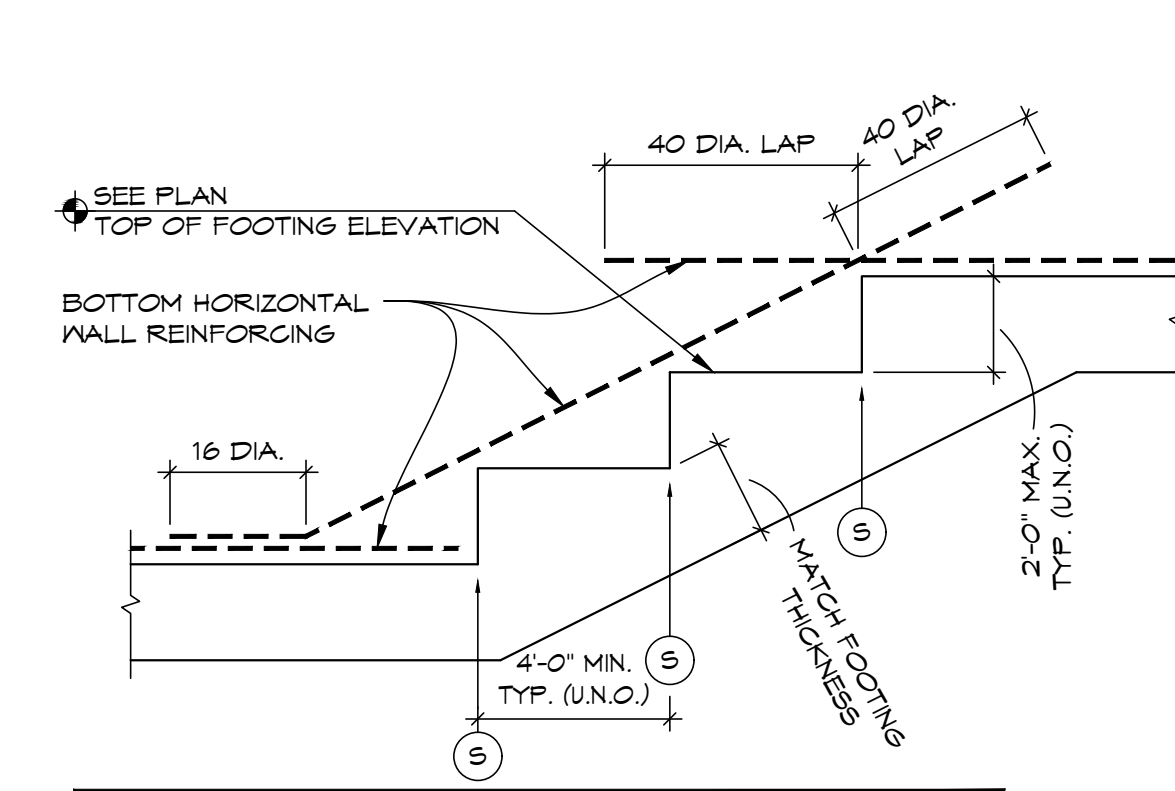 40 DIA. LAP
40 DIA.
LAP
SEE PLAN
TOP OF FOOTING ELEVATION
BOTTOM HORIZONTAL
WALL REINFORCING
16 DIA.
2'-0" MAX.
TYP. (U.N.O.)
S
MATCH FOOTING
THICKNESS
S
4'-0" MIN.
TYP. (U.N.O.)
S